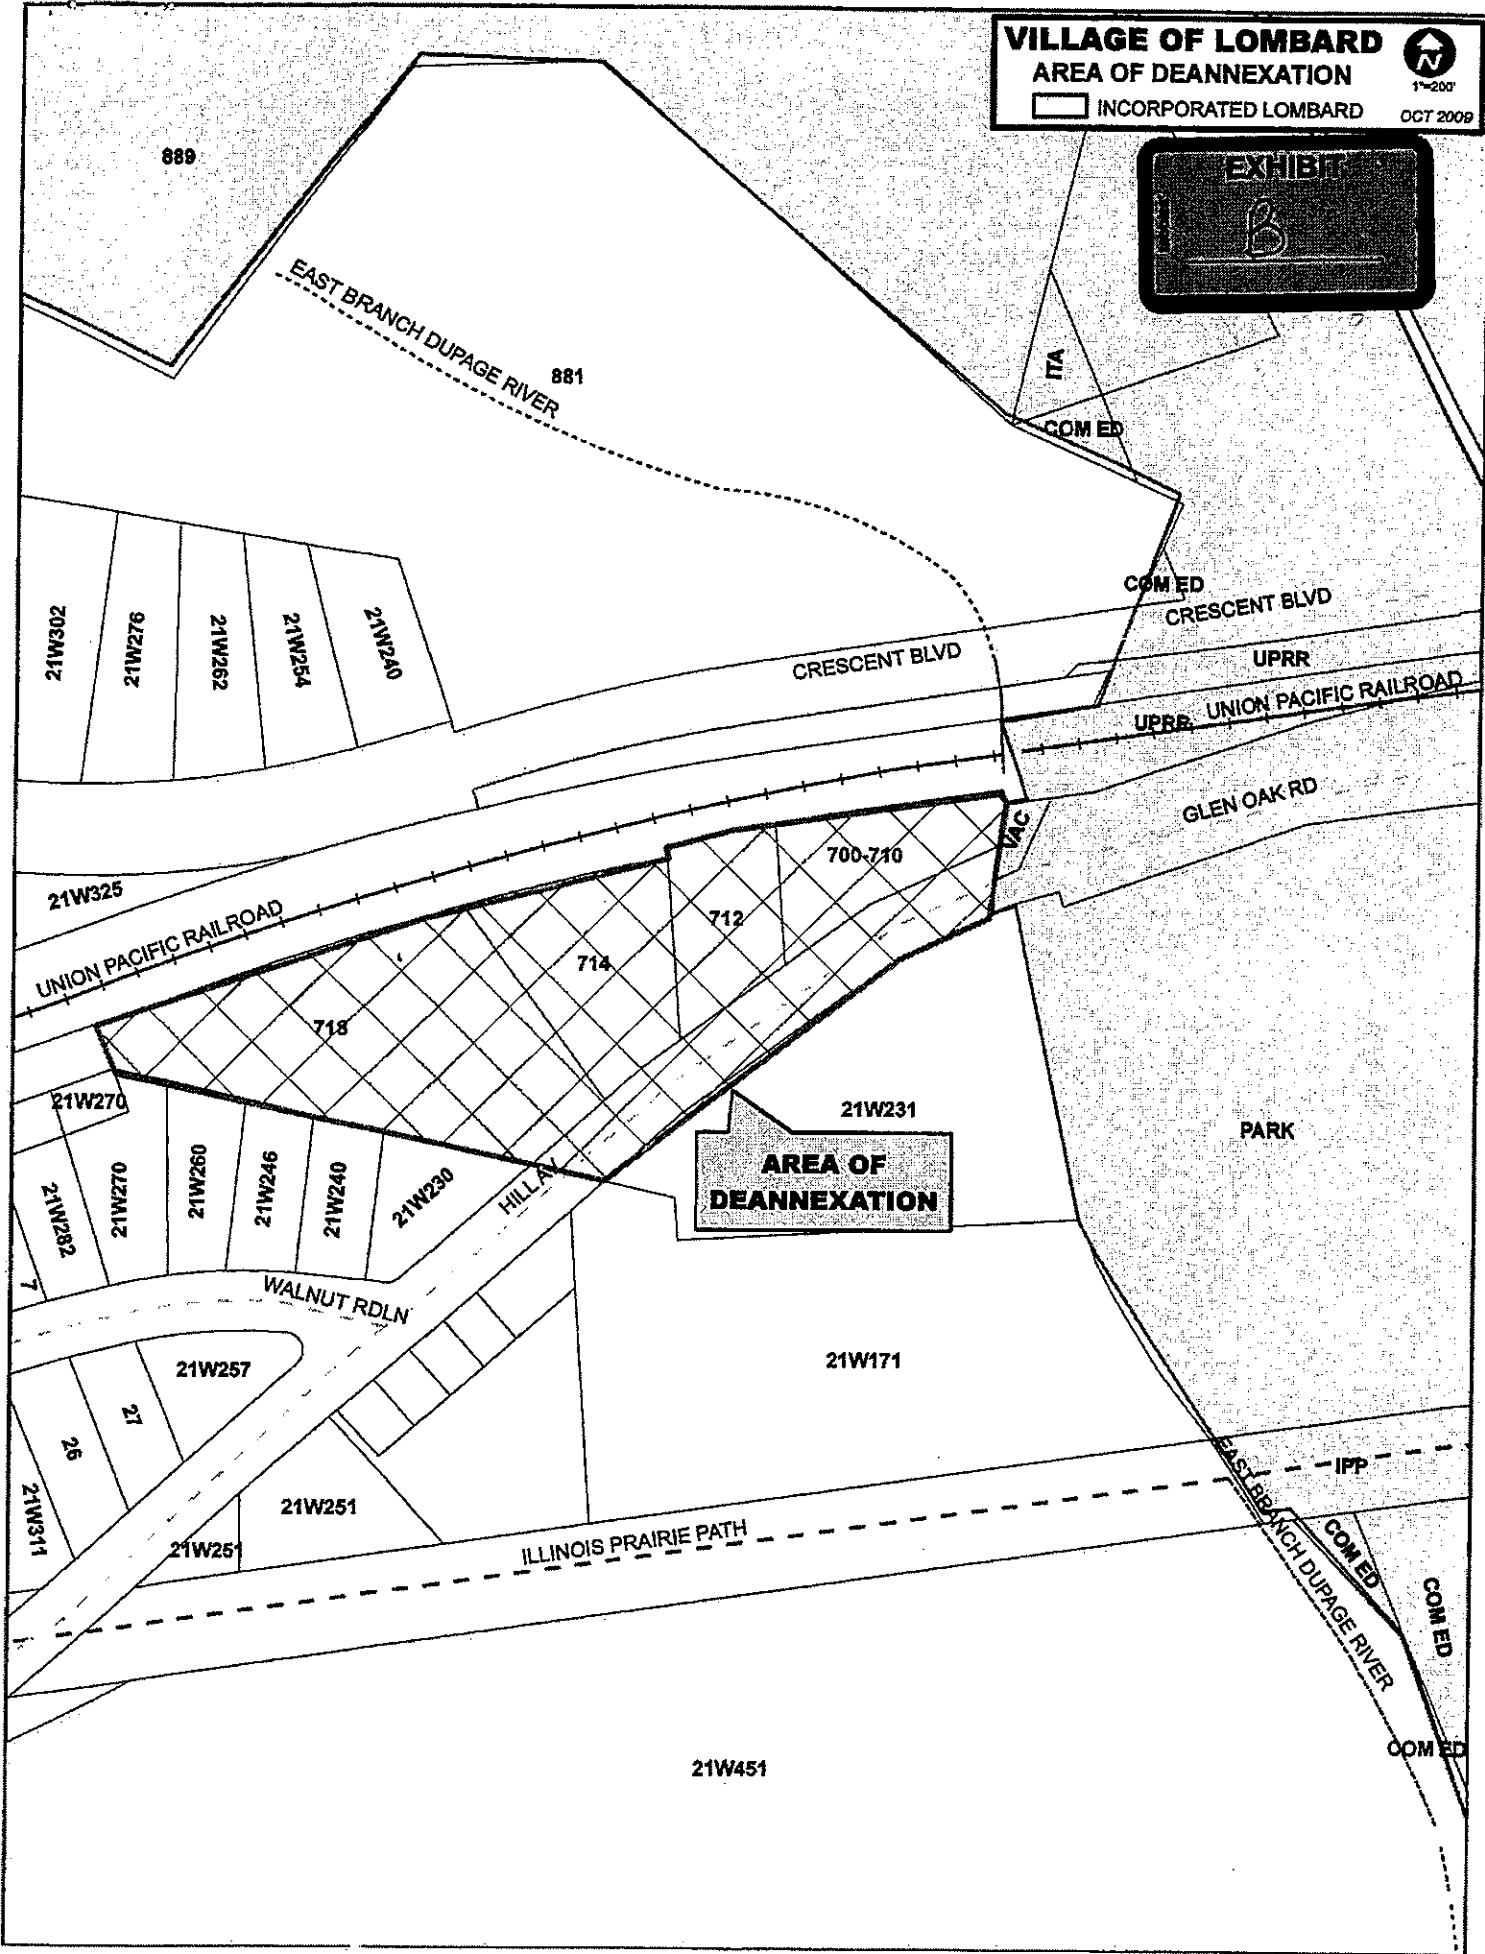 VILLAGE OF LOMBARD
AREA OF DEANNEXATION
INCORPORATED LOMBARD
N
1"=200'
OCT 2009
EXHIBIT
B
889
EAST BRANCH DUPAGE RIVER
881
ITA
COM ED
COM ED
CRESCENT BLVD
CRESCENT BLVD
UPRR
UPRR
UNION PACIFIC RAILROAD
GLEN OAK RD
VAC
21W302
21W276
21W262
21W254
21W240
21W325
UNION PACIFIC RAILROAD
700-710
712
714
718
21W270
21W270
21W260
21W246
21W240
21W230
21W282
7
HILL AV
21W231
AREA OF
DEANNEXATION
PARK
WALNUT RDLN
21W257
27
26
21W311
21W251
21W251
21W171
ILLINOIS PRAIRIE PATH
IPP
EAST BRANCH DUPAGE RIVER
COM ED
COM ED
COM ED
21W451